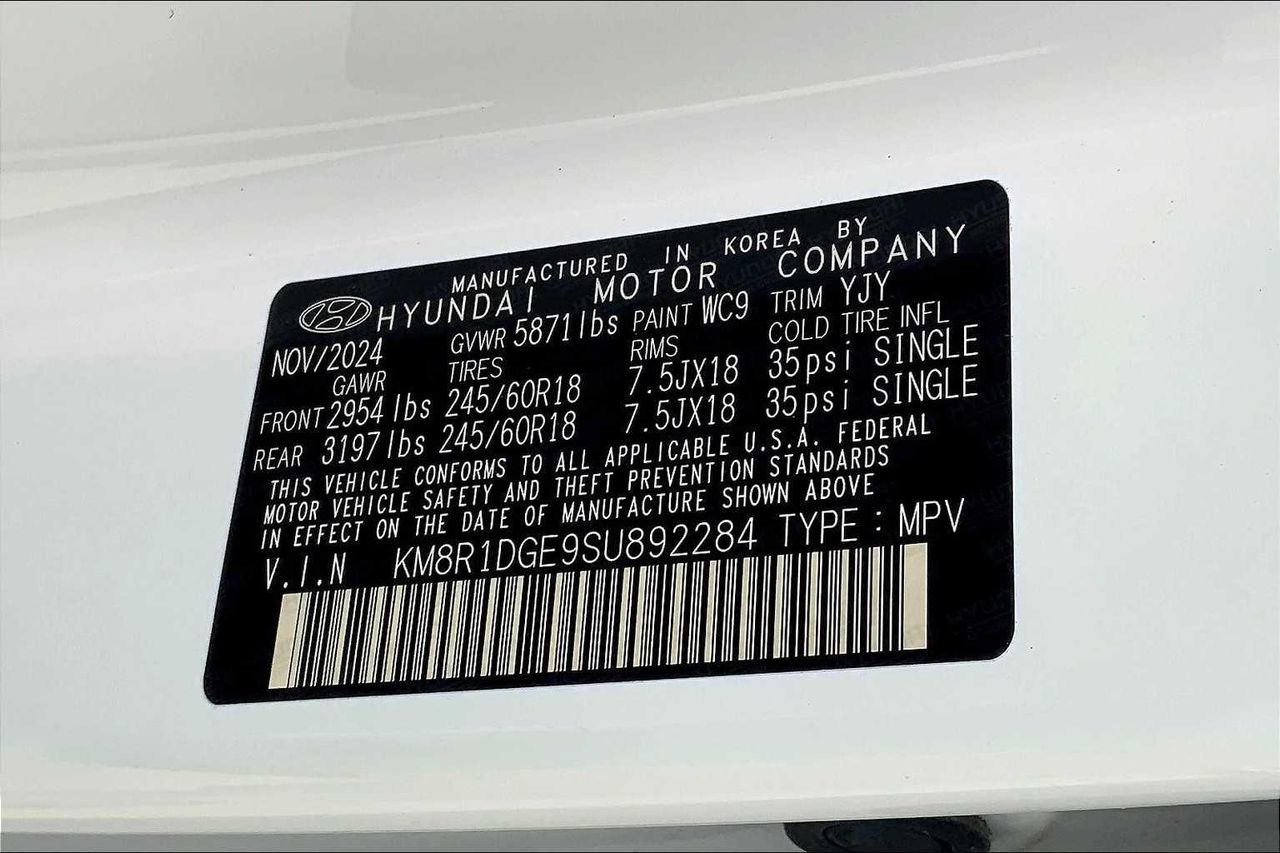 MANUFACTURED IN KOREA BY
HYUNDAI MOTOR COMPANY
NOV/2024 GVWR 5871lbs PAINT WC9 TRIM YJY
GAWR TIRES RIMS COLD TIRE INFL
FRONT 2954 lbs 245/60R18 7.5JX18 35psi SINGLE
REAR 3197lbs 245/60R18 7.5JX18 35psi SINGLE
THIS VEHICLE CONFORMS TO ALL APPLICABLE U.S.A. FEDERAL
MOTOR VEHICLE SAFETY AND THEFT PREVENTION STANDARDS
IN EFFECT ON THE DATE OF MANUFACTURE SHOWN ABOVE
V.I.N KM8R1DGE9SU892284 TYPE : MPV